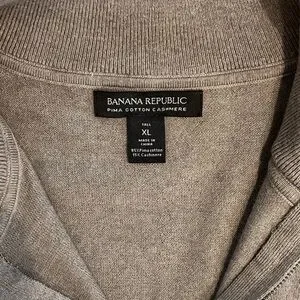 BANANA REPUBLIC
PIMA COTTON CASHMERE
TALL
XL
MADE IN
CHINA
85% Pima cotton
15% Cashmere